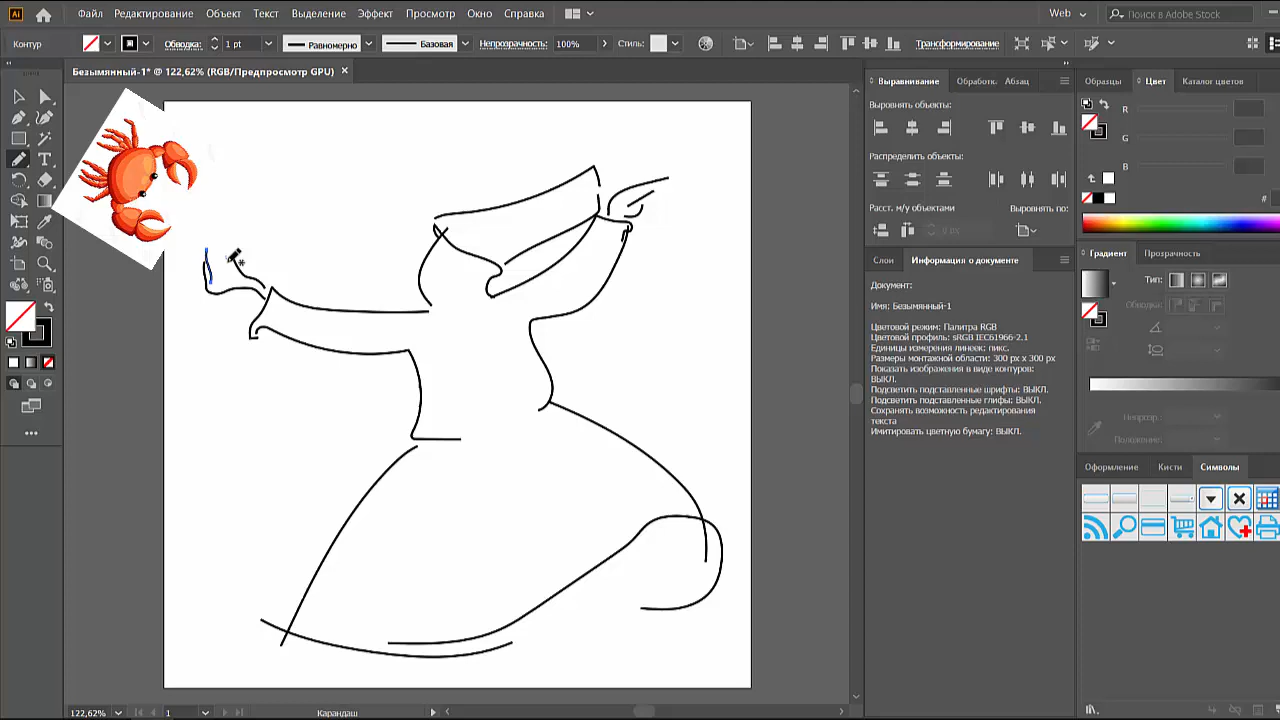 Ai Файл Редактирование Объект Текст Выделение Эффект Просмотр Окно Справка Web Поиск в Adobe Stock
Контур Обводка: 1 pt Равномерно Базовая Непрозрачность: 100% Стиль: Трансформирование
Безымянный-1* @ 122,62% (RGB/Предпросмотр GPU) ×
Выравнивание Обработк. Абзац
Выровнять объекты:
Распределить объекты:
Расст. м/у объектами Выровнять по:
0 px
Слои Информация о документе
Документ:
Имя: Безымянный-1
Цветовой режим: Палитра RGB
Цветовой профиль: sRGB IEC61966-2.1
Единицы измерения линеек: пикс.
Размеры монтажной области: 300 px x 300 px
Показать изображения в виде контуров:
ВЫКЛ.
Подсветить подставленные шрифты: ВЫКЛ.
Подсветить подставленные глифы: ВЫКЛ.
Сохранять возможность редактирования
текста
Имитировать цветную бумагу: ВЫКЛ.
Образцы Цвет Каталог цветов
R
G
B
#
Градиент Прозрачность
Тип:
Обводка:
Непрозр.:
Положение:
Оформление Кисти Символы
122,62% 1 Карандаш